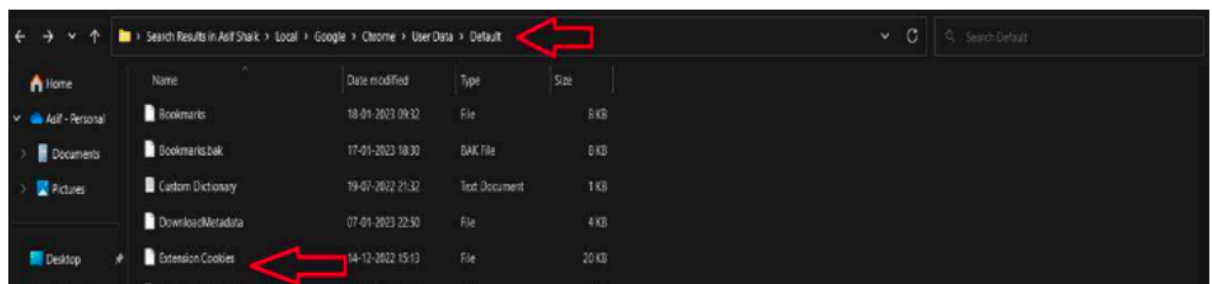 Search Results in Asif Shaik > Local > Google > Chrome > User Data > Default
Search Default
Home
Name Date modified Type Size
Asif - Personal
Bookmarks 18-01-2023 09:32 File 8 KB
Documents
Bookmarks.bak 17-01-2023 18:30 BAK File 8 KB
Pictures
Custom Dictionary 19-07-2022 21:32 Text Document 1 KB
DownloadMetadata 07-01-2023 22:50 File 4 KB
Desktop
Extension Cookies 14-12-2022 15:13 File 20 KB